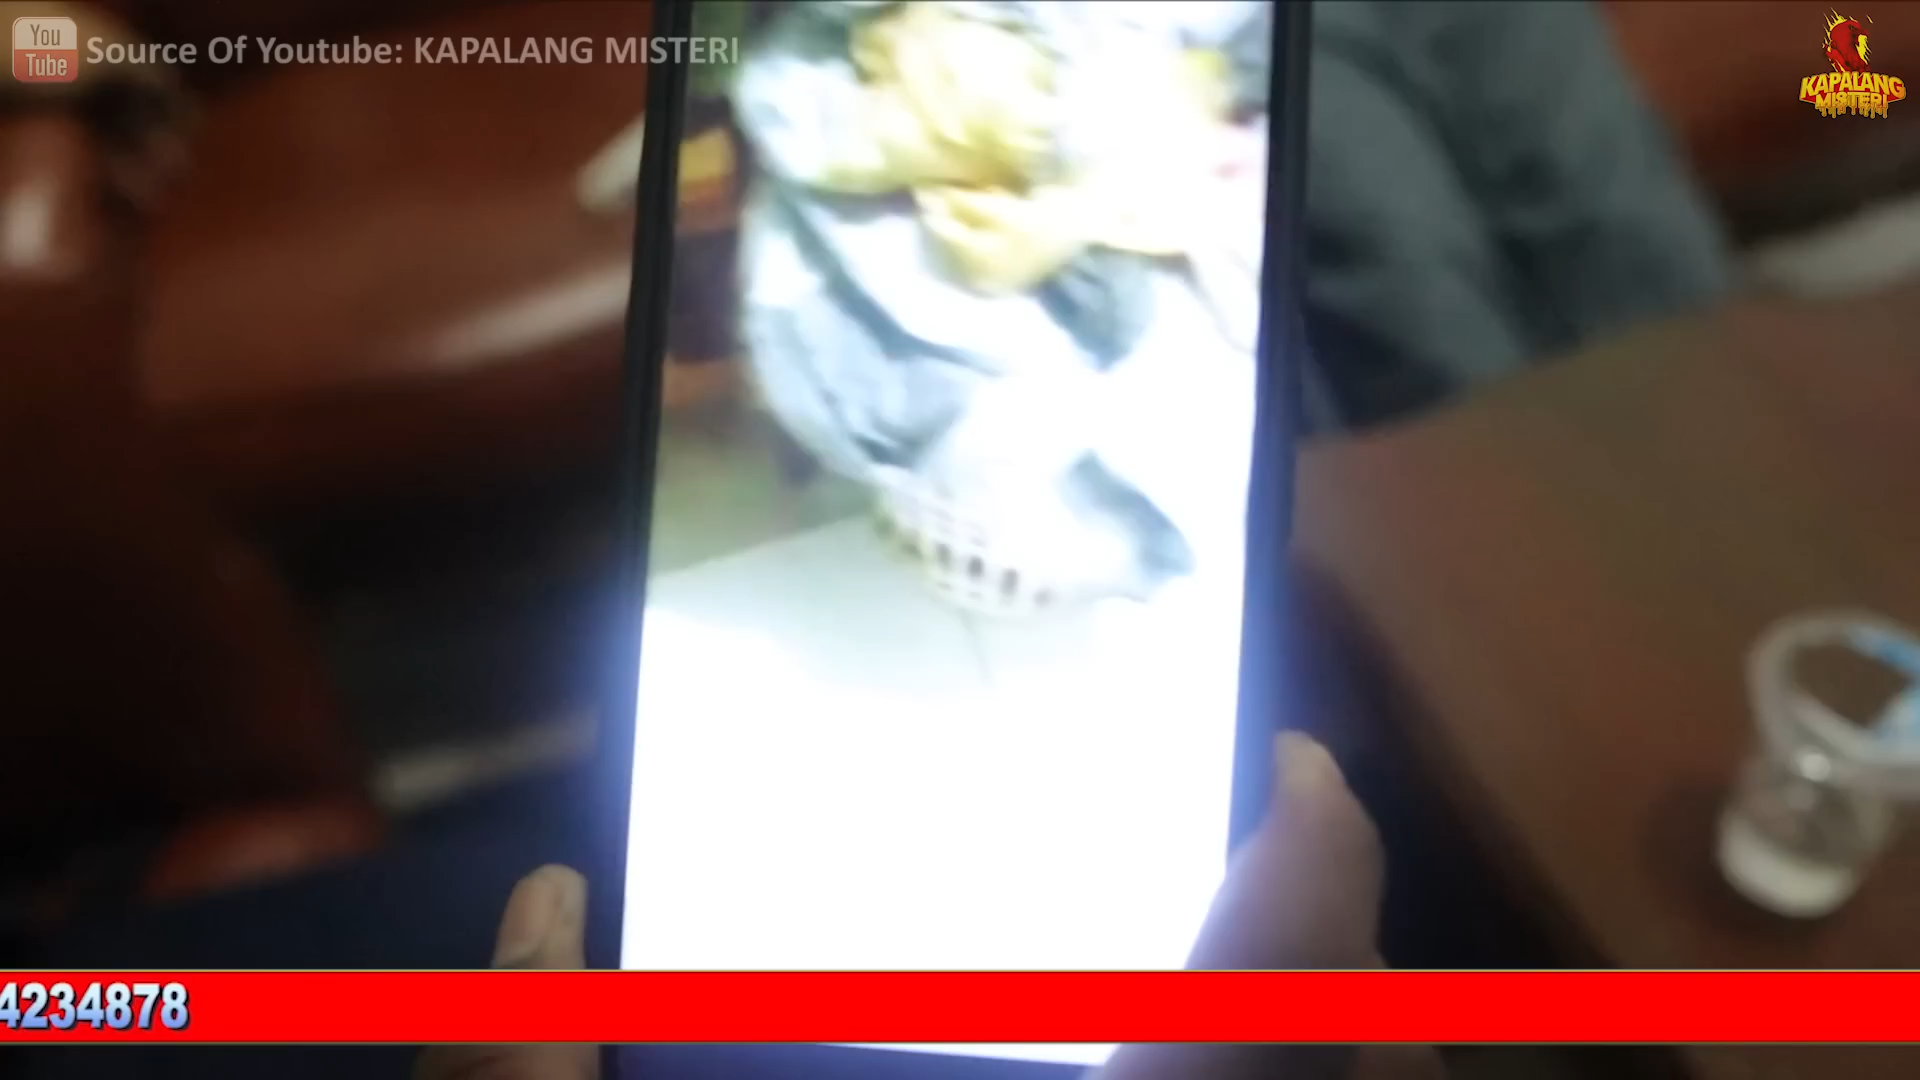 You
Tube
Source Of Youtube: KAPALANG MISTERI
KAPALANG
MISTERI
4234878